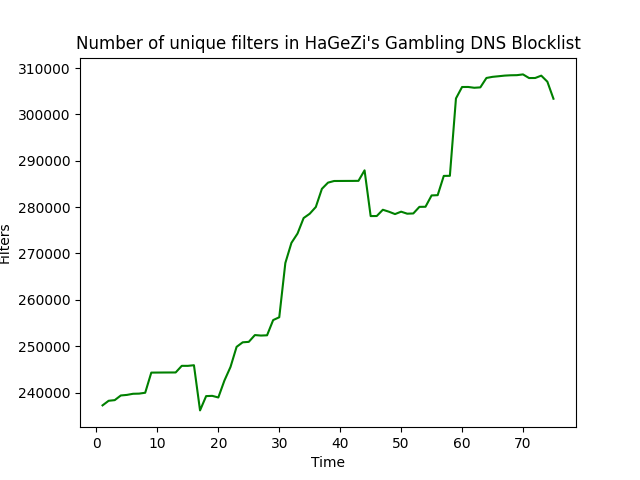 Number of unique filters in HaGeZi's Gambling DNS Blocklist
310000
300000
290000
280000
270000
260000
250000
240000
Filters
0 10 20 30 40 50 60 70
Time